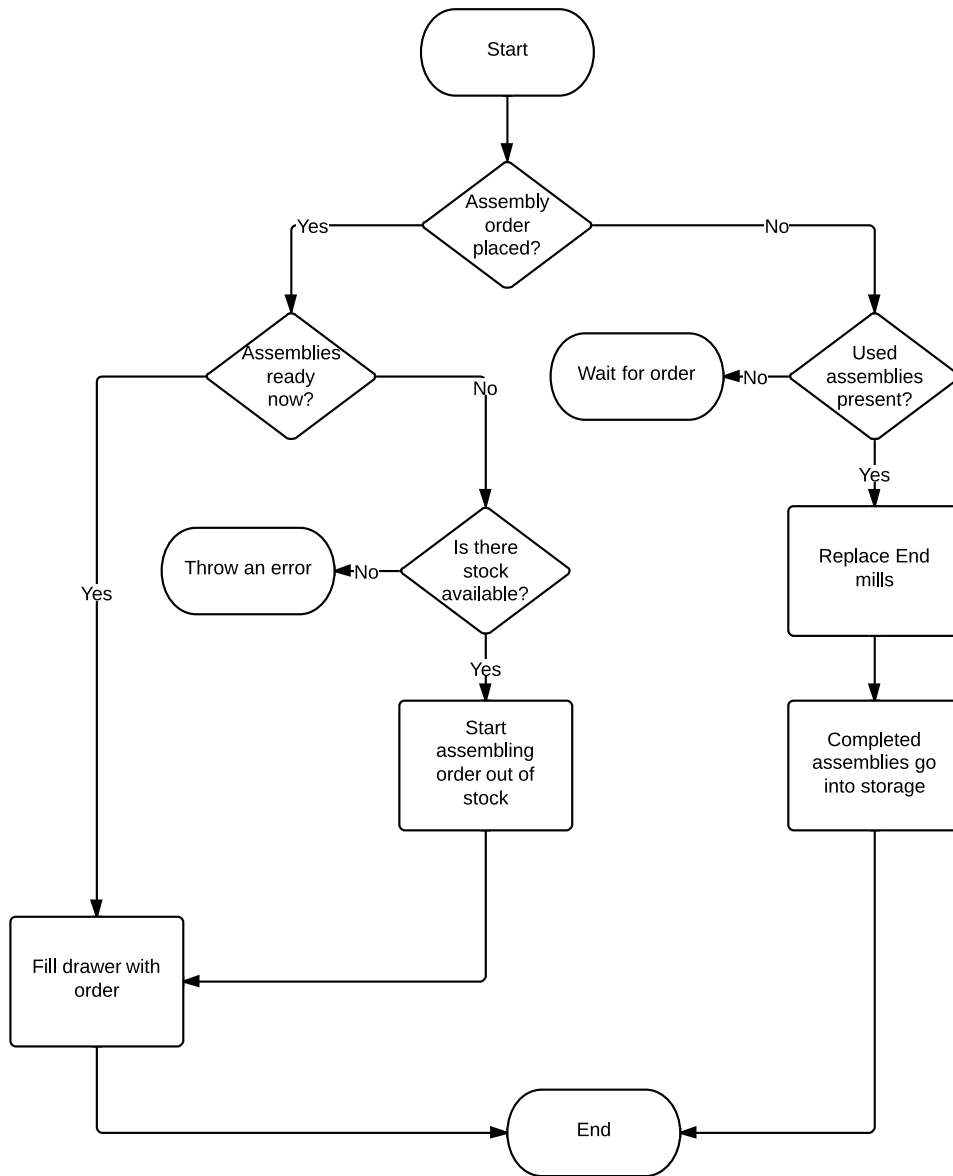 Start
Assembly
order
placed?
Yes
No
Assemblies
ready
now?
No
Wait for order
No
Used
assemblies
present?
Yes
Throw an error
No
Is there
stock
available?
Replace End
mills
Yes
Yes
Start
assembling
order out of
stock
Completed
assemblies go
into storage
Fill drawer with
order
End